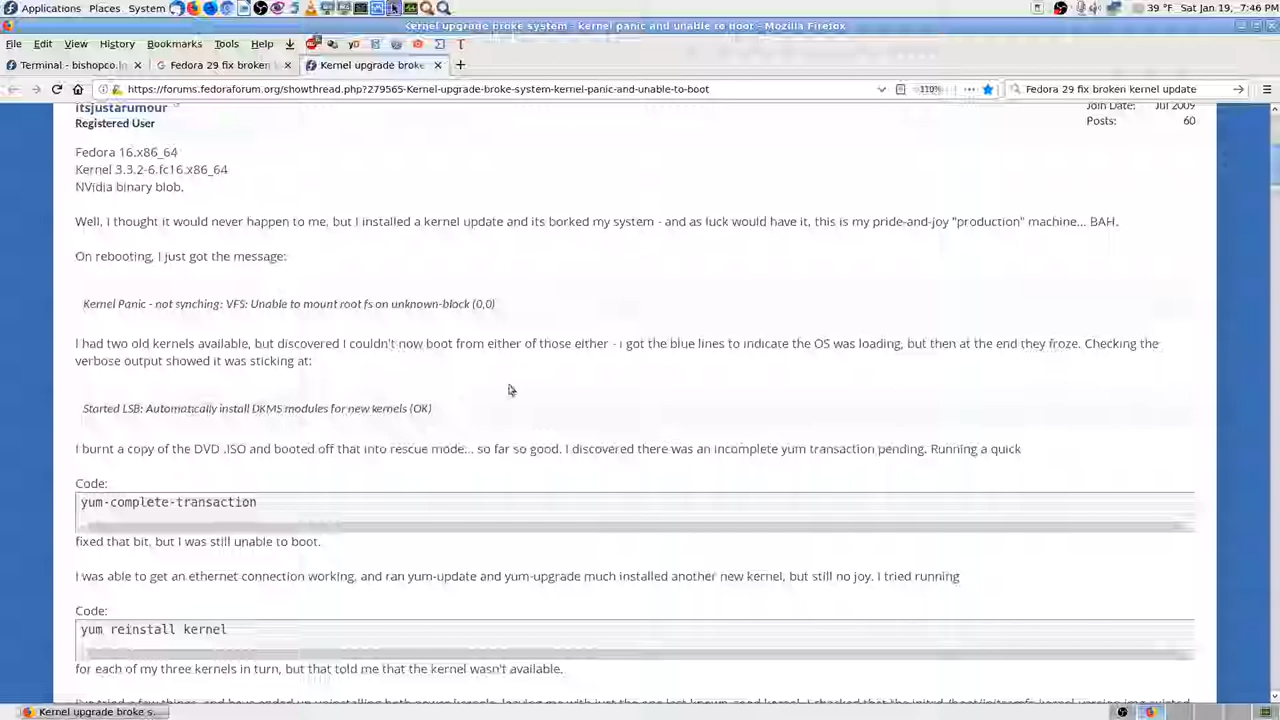 Applications Places System 39 °F Sat Jan 19, 7:46 PM
Kernel upgrade broke system - kernel panic and unable to boot - Mozilla Firefox
File Edit View History Bookmarks Tools Help
Terminal - bishopco.ln Fedora 29 fix broken Kernel upgrade broke
https://forums.fedoraforum.org/showthread.php?279565-Kernel-upgrade-broke-system-kernel-panic-and-unable-to-boot 110% Fedora 29 fix broken kernel update
itsjustarumour Join Date: Jul 2009
Registered User Posts: 60
Fedora 16.x86_64
Kernel 3.3.2-6.fc16.x86_64
NVidia binary blob.
Well, I thought it would never happen to me, but I installed a kernel update and its borked my system - and as luck would have it, this is my pride-and-joy "production" machine... BAH.
On rebooting, I just got the message:
Kernel Panic - not synching: VFS: Unable to mount root fs on unknown-block (0,0)
I had two old kernels available, but discovered I couldn't now boot from either of those either - i got the blue lines to indicate the OS was loading, but then at the end they froze. Checking the
verbose output showed it was sticking at:
Started LSB: Automatically install DKMS modules for new kernels (OK)
I burnt a copy of the DVD .ISO and booted off that into rescue mode... so far so good. I discovered there was an incomplete yum transaction pending. Running a quick
Code:
yum-complete-transaction
fixed that bit, but I was still unable to boot.
I was able to get an ethernet connection working, and ran yum-update and yum-upgrade much installed another new kernel, but still no joy. I tried running
Code:
yum reinstall kernel
for each of my three kernels in turn, but that told me that the kernel wasn't available.
Kernel upgrade broke s...